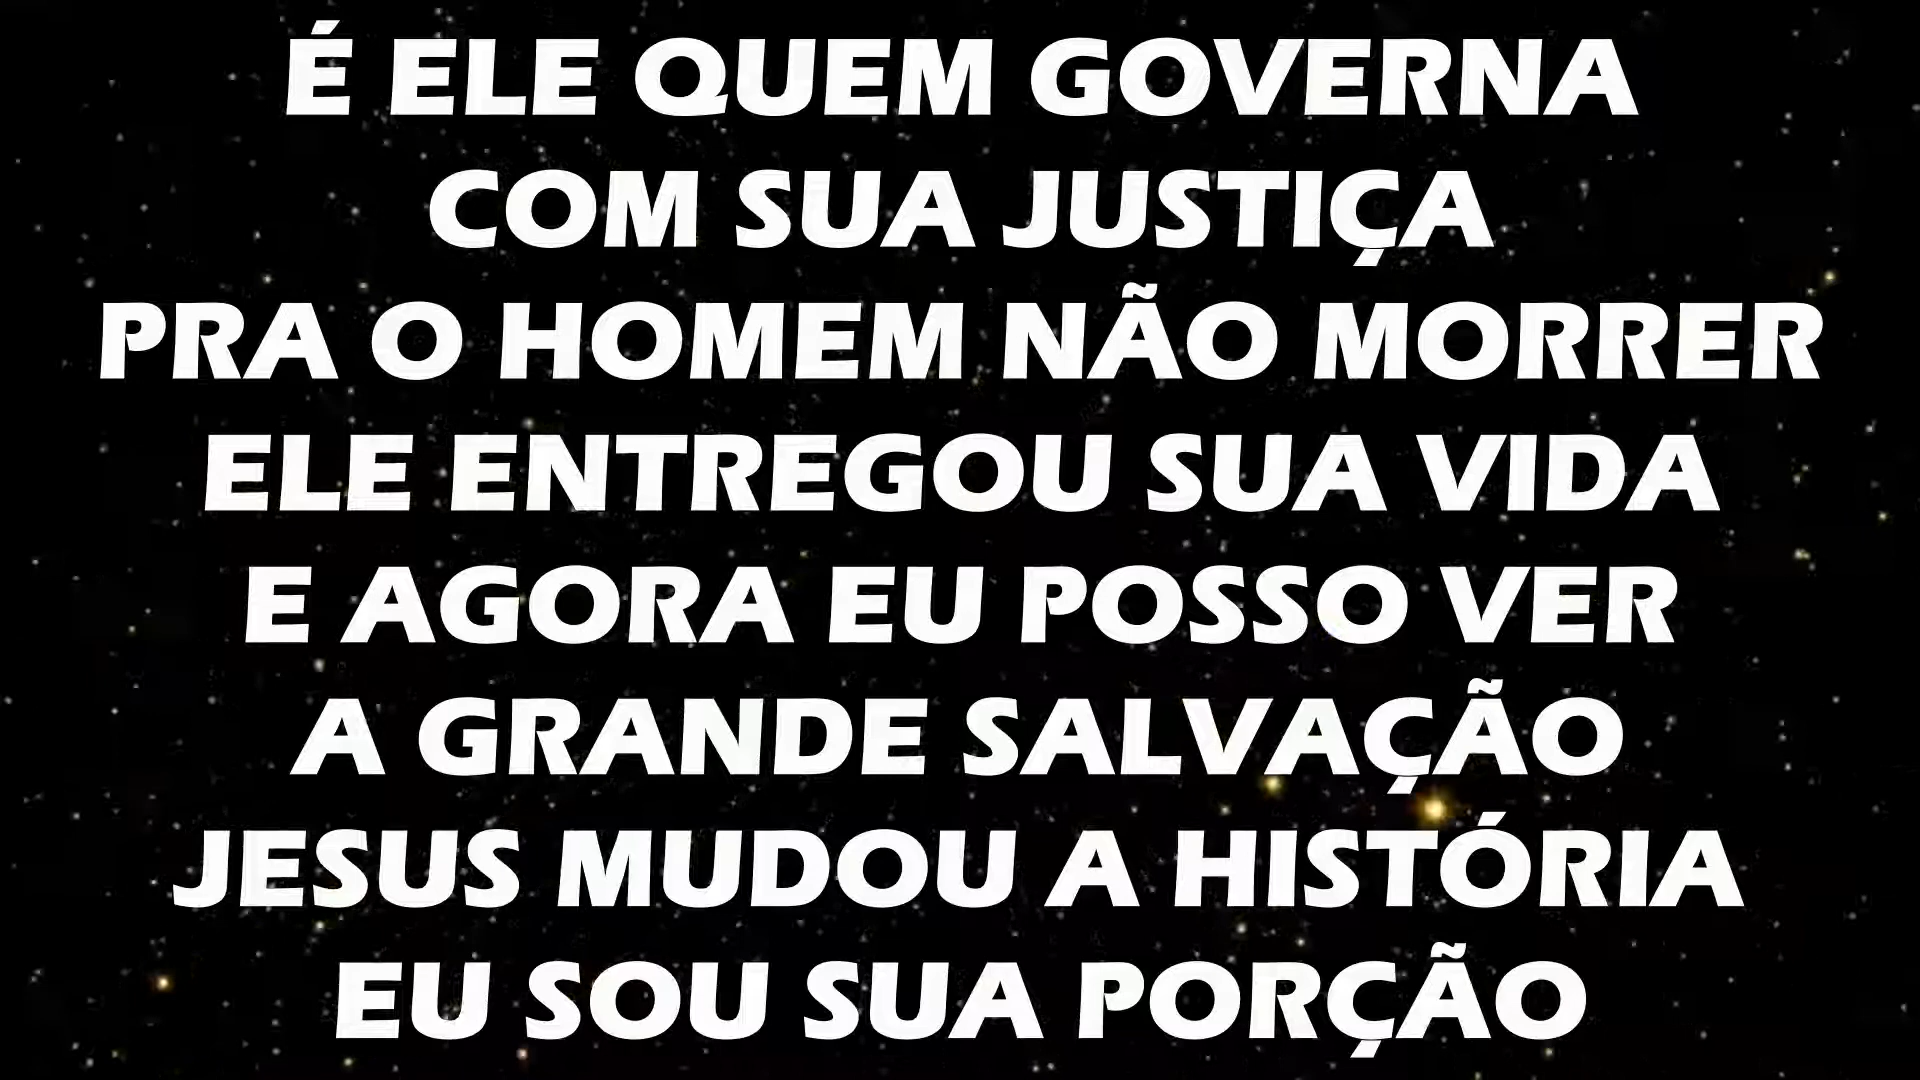 É ELE QUEM GOVERNA
COM SUA JUSTIÇA
PRA O HOMEM NÃO MORRER
ELE ENTREGOU SUA VIDA
E AGORA EU POSSO VER
A GRANDE SALVAÇÃO
JESUS MUDOU A HISTÓRIA
EU SOU SUA PORÇÃO